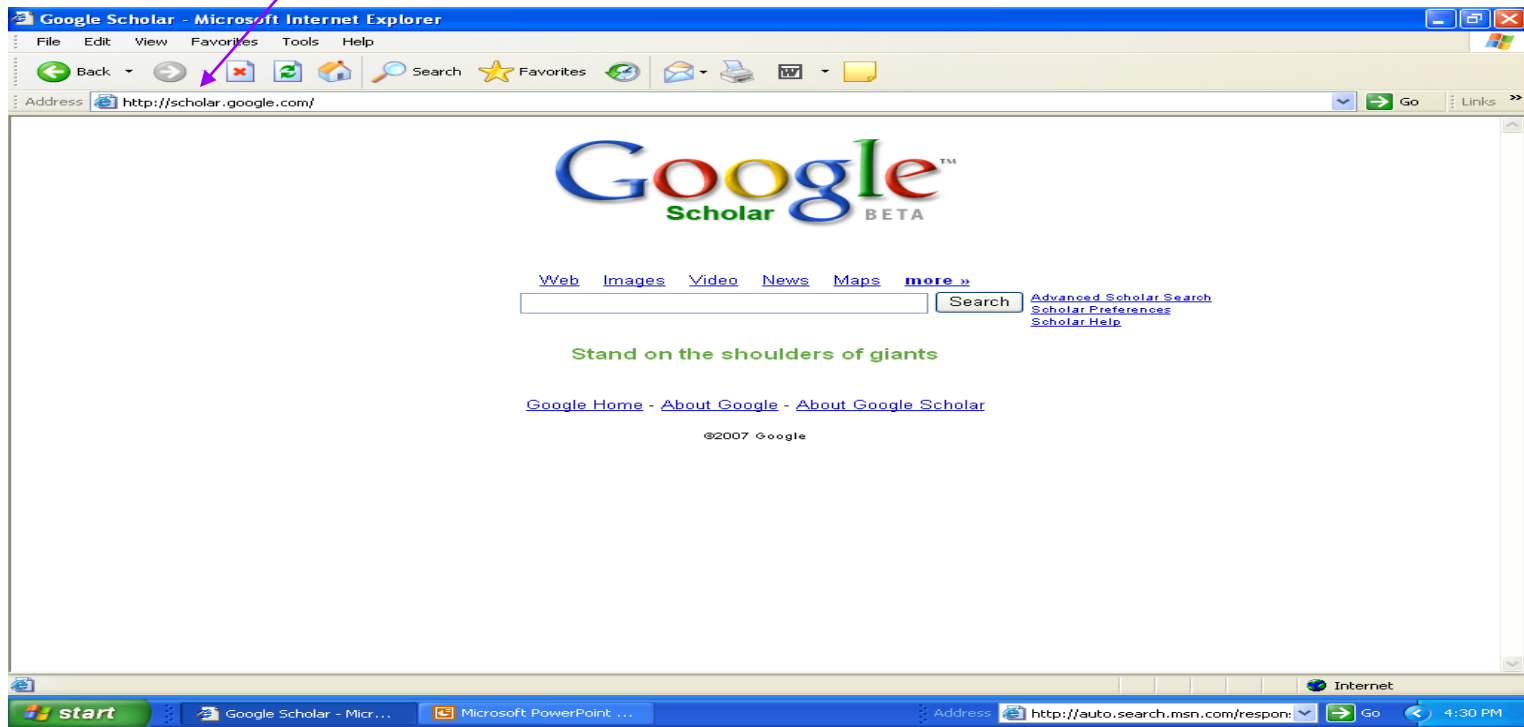 Google Scholar - Microsoft Internet Explorer
File Edit View Favorites Tools Help
Back Search Favorites
Address http://scholar.google.com/ Go Links »
Google™
Scholar BETA
Web Images Video News Maps more »
Search Advanced Scholar Search
Scholar Preferences
Scholar Help
Stand on the shoulders of giants
Google Home - About Google - About Google Scholar
©2007 Google
Internet
start Google Scholar - Micr... Microsoft PowerPoint ... Address http://auto.search.msn.com/respon: Go 4:30 PM